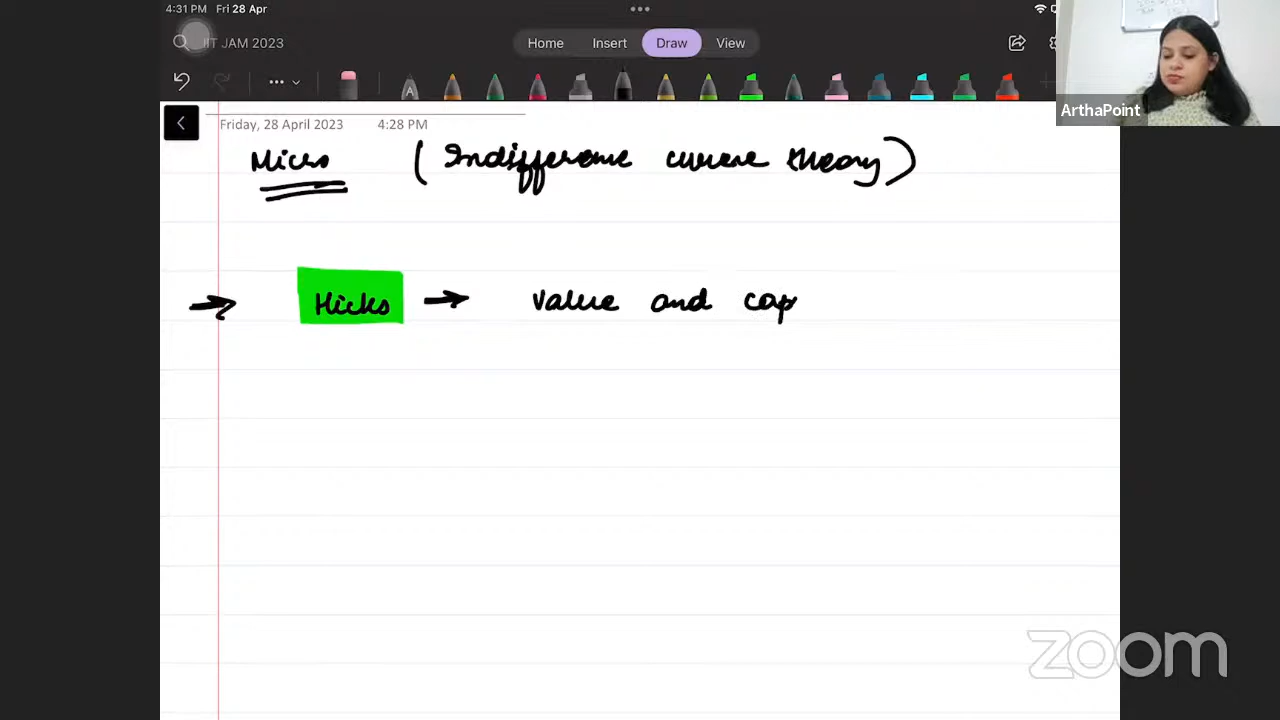 4:31 PM Fri 28 Apr
IIT JAM 2023
Home Insert Draw View
A
ArthaPoint
Friday, 28 April 2023 4:28 PM
Hicks (Indifference curve theory)
→ Hicks → value and cap
zoom